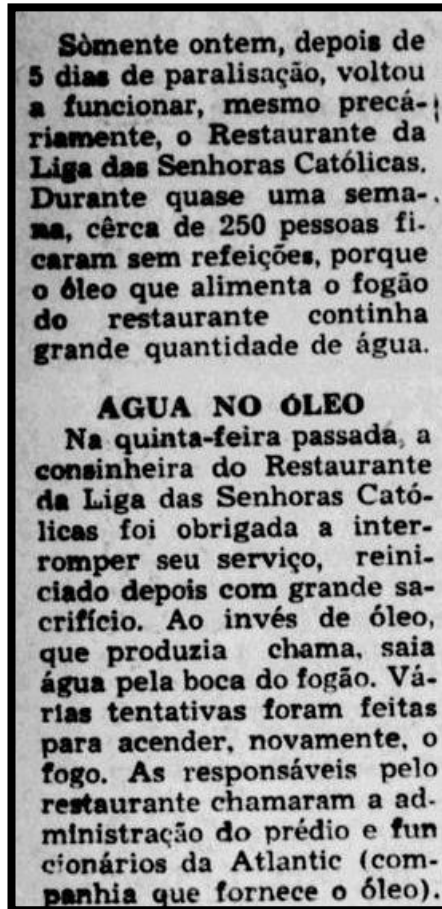 Sòmente ontem, depois de
5 dias de paralisação, voltou
a funcionar, mesmo precá-
riamente, o Restaurante da
Liga das Senhoras Católicas.
Durante quase uma sema-
na, cêrca de 250 pessoas fi-
caram sem refeições, porque
o óleo que alimenta o fogão
do restaurante continha
grande quantidade de água.
AGUA NO ÓLEO
Na quinta-feira passada, a
consinheira do Restaurante
da Liga das Senhoras Cató-
licas foi obrigada a inter-
romper seu serviço, reini-
ciado depois com grande sa-
crifício. Ao invés de óleo,
que produzia chama, saia
água pela boca do fogão. Vá-
rias tentativas foram feitas
para acender, novamente, o
fogo. As responsáveis pelo
restaurante chamaram a ad-
ministração do prédio e fun
cionários da Atlantic (com-
panhia que fornece o óleo).